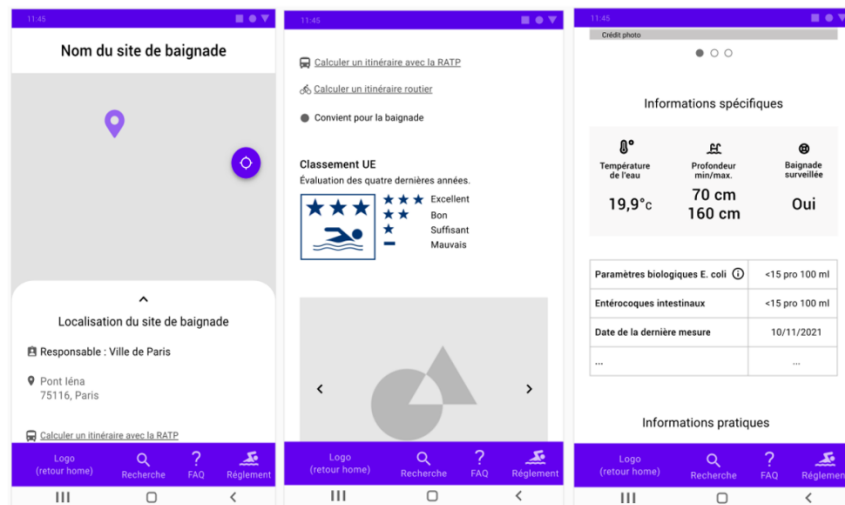 11:45
Nom du site de baignade
Localisation du site de baignade
Responsable : Ville de Paris
Pont Iéna
75116, Paris
Calculer un itinéraire avec la RATP
Logo
(retour home)
Recherche
?
FAQ
Réglement
11:45
Calculer un itinéraire avec la RATP
Calculer un itinéraire routier
Convient pour la baignade
Classement UE
Évaluation des quatre dernières années.
Excellent
Bon
Suffisant
Mauvais
Logo
(retour home)
Recherche
?
FAQ
Réglement
11:45
Crédit photo
Informations spécifiques
Température
de l'eau
19,9°c
Profondeur
min/max.
70 cm
160 cm
Baignade
surveillée
Oui
Paramètres biologiques E. coli <15 pro 100 ml
Entérocoques intestinaux <15 pro 100 ml
Date de la dernière mesure 10/11/2021
... ...
Informations pratiques
Logo
(retour home)
Recherche
?
FAQ
Réglement